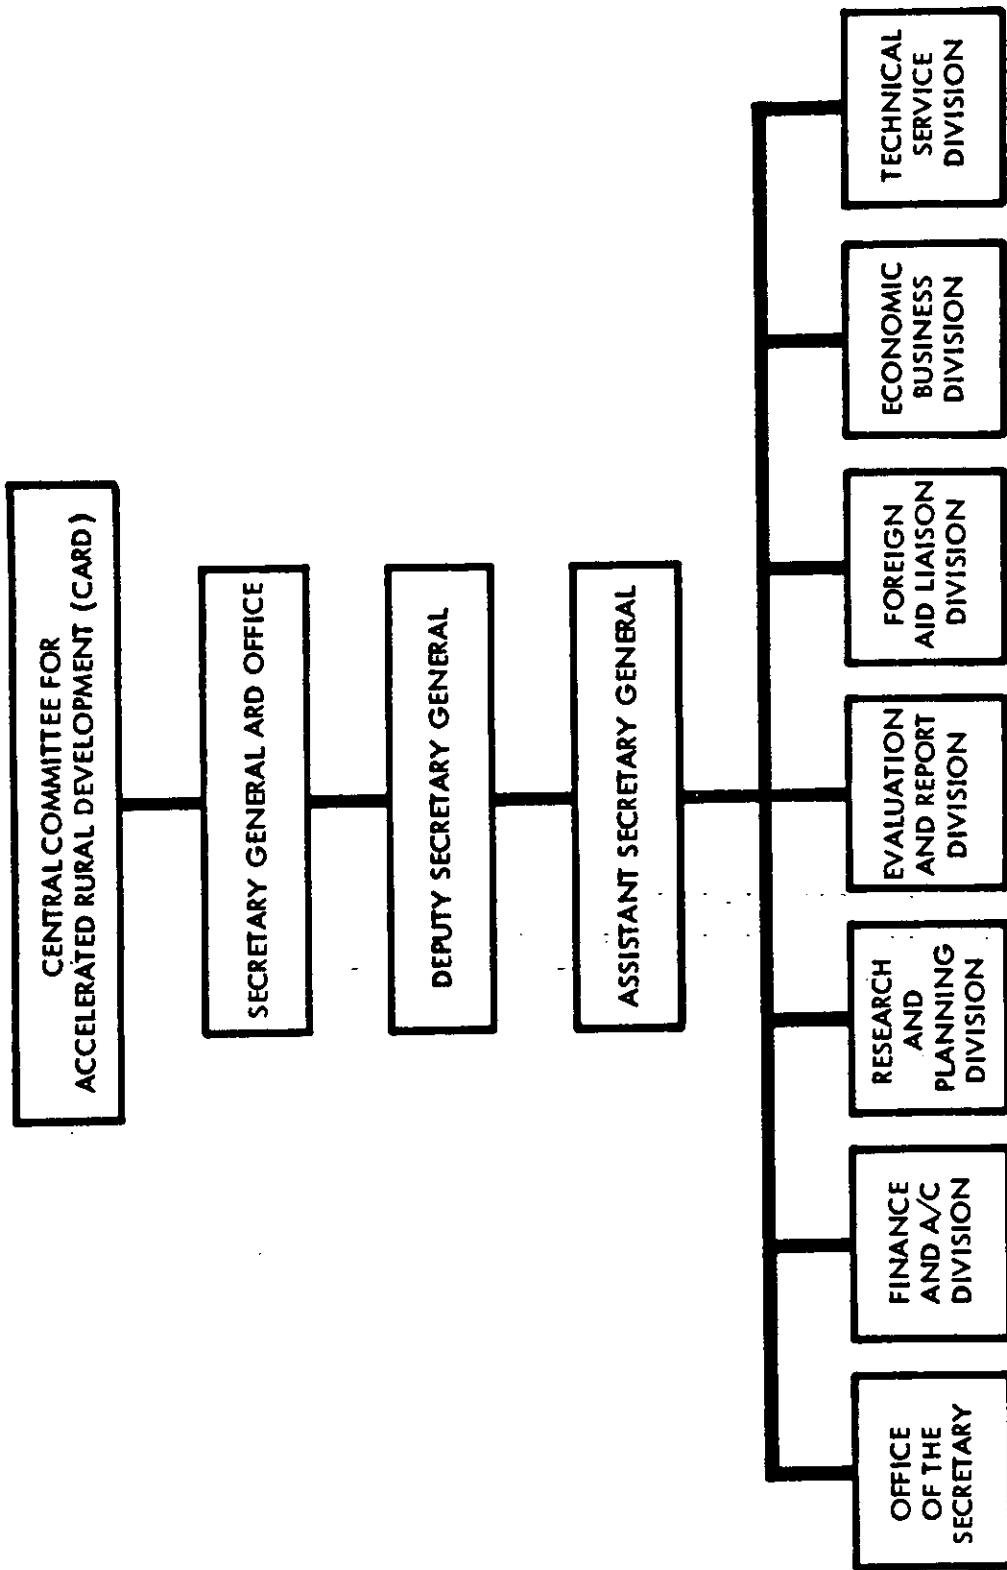 CENTRAL COMMITTEE FOR
ACCELERATED RURAL DEVELOPMENT (CARD)
SECRETARY GENERAL ARD OFFICE
DEPUTY SECRETARY GENERAL
ASSISTANT SECRETARY GENERAL
OFFICE
OF THE
SECRETARY
FINANCE
AND A/C
DIVISION
RESEARCH
AND
PLANNING
DIVISION
EVALUATION
AND REPORT
DIVISION
FOREIGN
AID LIAISON
DIVISION
ECONOMIC
BUSINESS
DIVISION
TECHNICAL
SERVICE
DIVISION